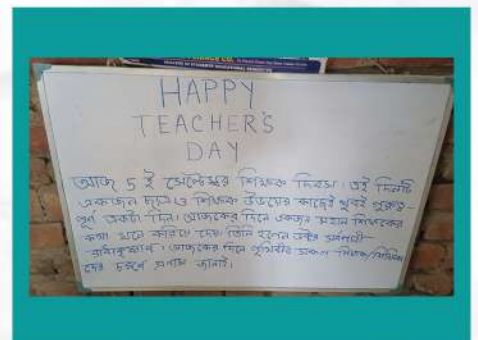 HAPPY
TEACHER'S
DAY
আজ 5 ই সেপ্টেম্বর শিক্ষক দিবস। এই দিনটি
একজন ছাত্র ও শিক্ষক উভয়ের কাছেই খুবই গুরুত্ব-
পূর্ণ একটা দিন। আজকের দিনে একজন মহান শিক্ষকের
কথা মনে করিয়ে দেয়। তিনি হলেন ডক্টর সর্বপল্লী
রাধাকৃষ্ণান। আজকের দিনে পৃথিবীর সকল শিক্ষক/শিক্ষিকা
দের চরণে প্রণাম জানাই।